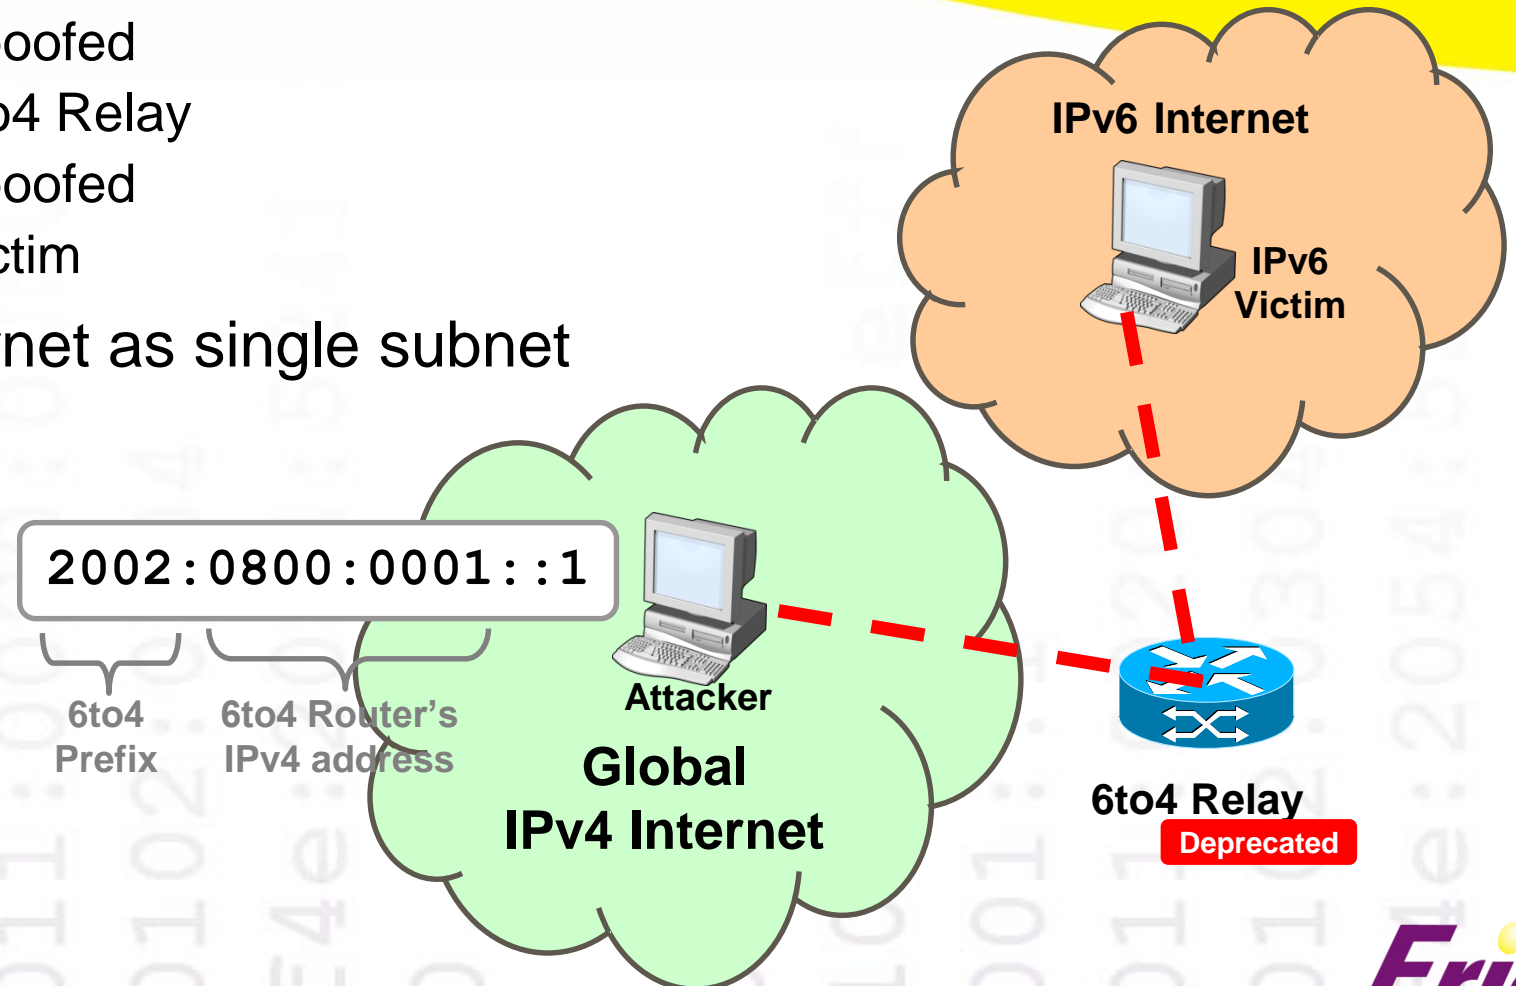 oofed
o4 Relay
oofed
ctim
net as single subnet
IPv6 Internet
IPv6
Victim
2002:0800:0001::1
6to4
Prefix
6to4 Router's
IPv4 address
Attacker
Global
IPv4 Internet
6to4 Relay
Deprecated